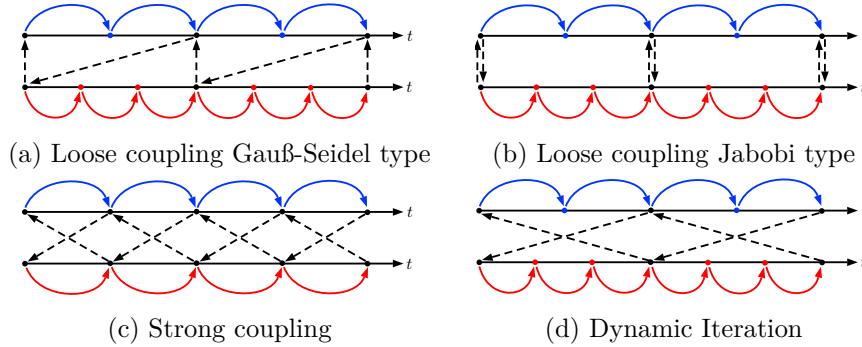 t
t
t
t
(a) Loose coupling Gauß-Seidel type
(b) Loose coupling Jabobi type
t
t
t
t
(c) Strong coupling
(d) Dynamic Iteration